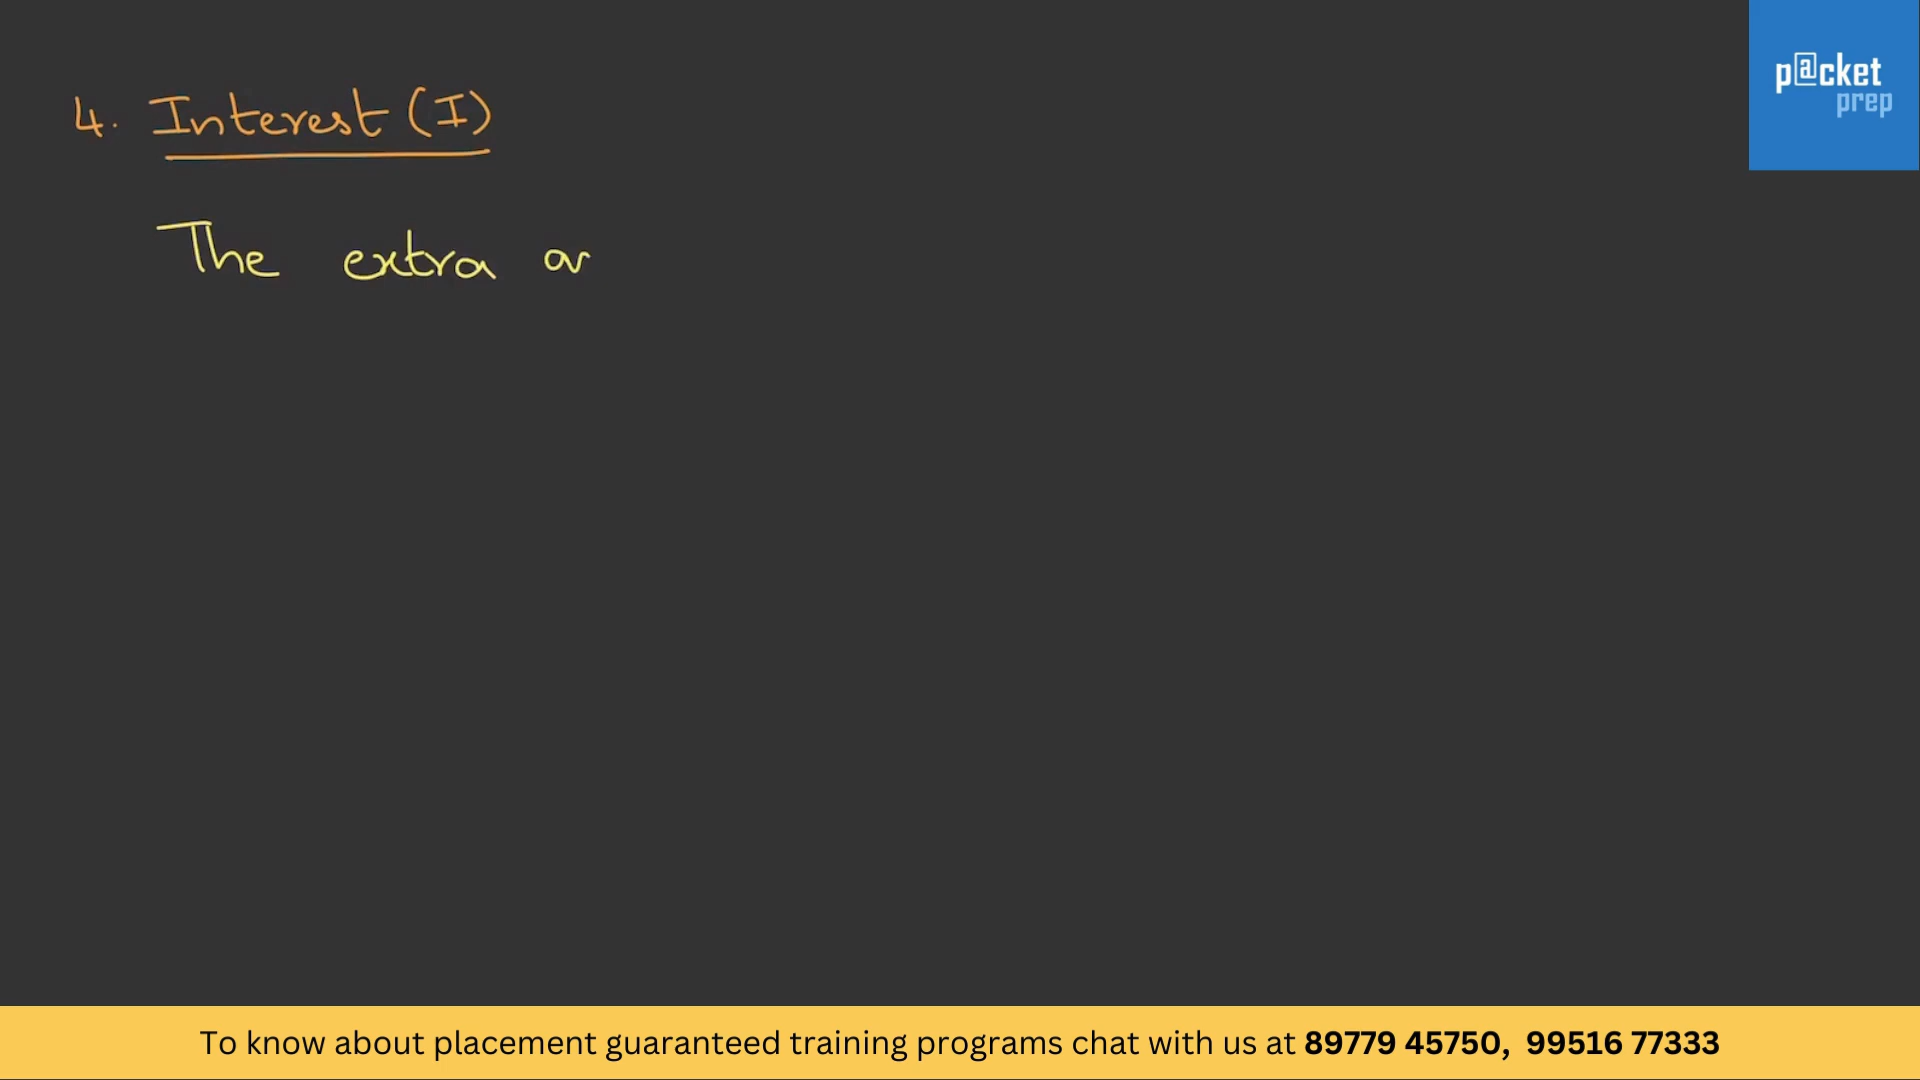 p@cket
prep
4. Interest (I)
The extra
To know about placement guaranteed training programs chat with us at 89779 45750, 99516 77333